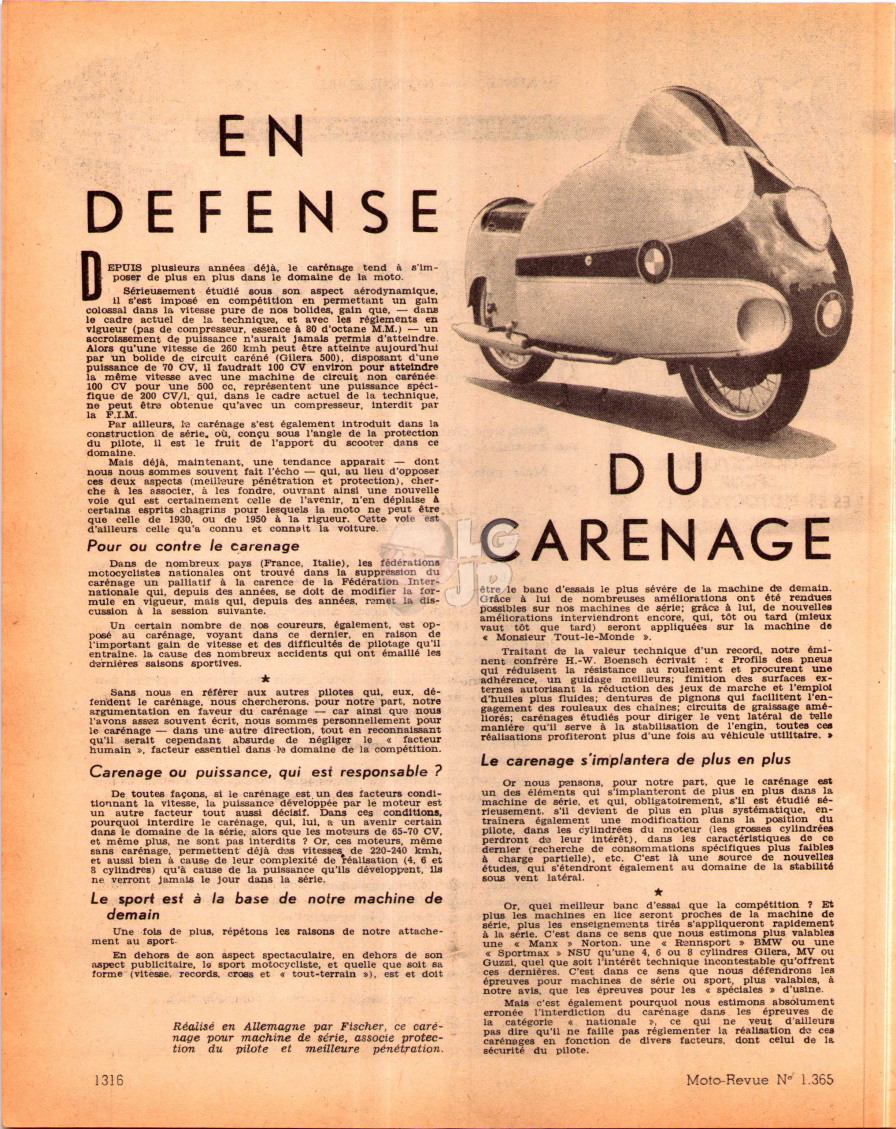 EN
DEFENSE
DU
CARENAGE
DEPUIS plusieurs années déjà, le carénage tend à s'im-
poser de plus en plus dans le domaine de la moto.
Sérieusement étudié sous son aspect aérodynamique,
il s'est imposé en compétition en permettant un gain
colossal dans la vitesse pure de nos bolides, gain que, — dans
le cadre actuel de la technique, et avec les règlements en
vigueur (pas de compresseur, essence à 80 d'octane M.M.) — un
accroissement de puissance n'aurait jamais permis d'atteindre.
Alors qu'une vitesse de 260 kmh peut être atteinte aujourd'hui
par un bolide de circuit caréné (Gilera 500), disposant d'une
puissance de 70 CV, il faudrait 100 CV environ pour atteindre
la même vitesse avec une machine de circuit non carénée.
100 CV pour une 500 cc, représentent une puissance spéci-
fique de 200 CV/l, qui, dans le cadre actuel de la technique,
ne peut être obtenue qu'avec un compresseur, interdit par
la F.I.M.
Par ailleurs, le carénage s'est également introduit dans la
construction de série, où, conçu sous l'angle de la protection
du pilote, il est le fruit de l'apport du scooter dans ce
domaine.
Mais déjà, maintenant, une tendance apparait — dont
nous nous sommes souvent fait l'écho — qui, au lieu d'opposer
ces deux aspects (meilleure pénétration et protection), cher-
che à les associer, à les fondre, ouvrant ainsi une nouvelle
voie qui est certainement celle de l'avenir, n'en déplaise à
certains esprits chagrins pour lesquels la moto ne peut être
que celle de 1930, ou de 1950 à la rigueur. Cette voie est
d'ailleurs celle qu'a connu et connait la voiture.
Pour ou contre le carenage
Dans de nombreux pays (France, Italie), les fédérations
motocyclistes nationales ont trouvé dans la suppression du
carénage un palliatif à la carence de la Fédération Inter-
nationale qui, depuis des années, se doit de modifier la for-
mule en vigueur, mais qui, depuis des années, remet la dis-
cussion à la session suivante.
Un certain nombre de nos coureurs, également, est op-
posé au carénage, voyant dans ce dernier, en raison de
l'important gain de vitesse et des difficultés de pilotage qu'il
entraîne, la cause des nombreux accidents qui ont émaillé les
dernières saisons sportives.
★
Sans nous en référer aux autres pilotes qui, eux, dé-
fendent le carénage, nous chercherons, pour notre part, notre
argumentation en faveur du carénage — car ainsi que nous
l'avons assez souvent écrit, nous sommes personnellement pour
le carénage — dans une autre direction, tout en reconnaissant
qu'il serait cependant absurde de négliger le « facteur
humain », facteur essentiel dans le domaine de la compétition.
Carenage ou puissance, qui est responsable ?
De toutes façons, si le carénage est un des facteurs condi-
tionnant la vitesse, la puissance développée par le moteur est
un autre facteur tout aussi décisif. Dans ces conditions,
pourquoi interdire le carénage, qui, lui, a un avenir certain
dans le domaine de la série, alors que les moteurs de 65-70 CV,
et même plus, ne sont pas interdits ? Or, ces moteurs, même
sans carénage, permettent déjà des vitesses de 220-240 kmh,
et aussi bien à cause de leur complexité de réalisation (4, 6 et
8 cylindres) qu'à cause de la puissance qu'ils développent, ils
ne verront jamais le jour dans la série.
Le sport est à la base de notre machine de
demain
Une fois de plus, répétons les raisons de notre attache-
ment au sport.
En dehors de son aspect spectaculaire, en dehors de son
aspect publicitaire, le sport motocycliste, et quelle que soit sa
forme (vitesse, records, cross et « tout-terrain »), est et doit
être le banc d'essais le plus sévère de la machine de demain.
Grâce à lui de nombreuses améliorations ont été rendues
possibles sur nos machines de série; grâce à lui, de nouvelles
améliorations interviendront encore, qui, tôt ou tard (mieux
vaut tôt que tard) seront appliquées sur la machine de
« Monsieur Tout-le-Monde ».
Traitant de la valeur technique d'un record, notre émi-
nent confrère H.-W. Boensch écrivait : « Profils des pneus
qui réduisent la résistance au roulement et procurent une
adhérence, un guidage meilleurs; finition des surfaces ex-
ternes autorisant la réduction des jeux de marche et l'emploi
d'huiles plus fluides; dentures de pignons qui facilitent l'en-
gagement des rouleaux des chaines; circuits de graissage amé-
liorés; carénages étudiés pour diriger le vent latéral de telle
manière qu'il serve à la stabilisation de l'engin, toutes ces
réalisations profiteront plus d'une fois au véhicule utilitaire. »
Le carenage s'implantera de plus en plus
Or nous pensons, pour notre part, que le carénage est
un des éléments qui s'implanteront de plus en plus dans la
machine de série, et qui, obligatoirement, s'il est étudié sé-
rieusement, s'il devient de plus en plus systématique, en-
traînera également une modification dans la position du
pilote, dans les cylindrées du moteur (les grosses cylindrées
perdront de leur intérêt), dans les caractéristiques de ce
dernier (recherche de consommations spécifiques plus faibles
à charge partielle), etc. C'est là une source de nouvelles
études, qui s'étendront également au domaine de la stabilité
sous vent latéral.
★
Or, quel meilleur banc d'essai que la compétition ? Et
plus les machines en lice seront proches de la machine de
série, plus les enseignements tirés s'appliqueront rapidement
à la série. C'est dans ce sens que nous estimons plus valables
une « Manx » Norton, une « Rennsport » BMW ou une
« Sportmax » NSU qu'une 4, 6 ou 8 cylindres Gilera, MV ou
Guzzi, quel que soit l'intérêt technique incontestable qu'offrent
ces dernières. C'est dans ce sens que nous défendrons les
épreuves pour machines de série ou sport, plus valables, à
notre avis, que les épreuves pour les « spéciales » d'usine.
Mais c'est également pourquoi nous estimons absolument
erronée l'interdiction du carénage dans les épreuves de
la catégorie « nationale », ce qui ne veut d'ailleurs
pas dire qu'il ne faille pas réglementer la réalisation de ces
carénages en fonction de divers facteurs, dont celui de la
sécurité du pilote.
Réalisé en Allemagne par Fischer, ce caré-
nage pour machine de série, associe protec-
tion du pilote et meilleure pénétration.
1316
Moto-Revue N° 1.365
LG
JP